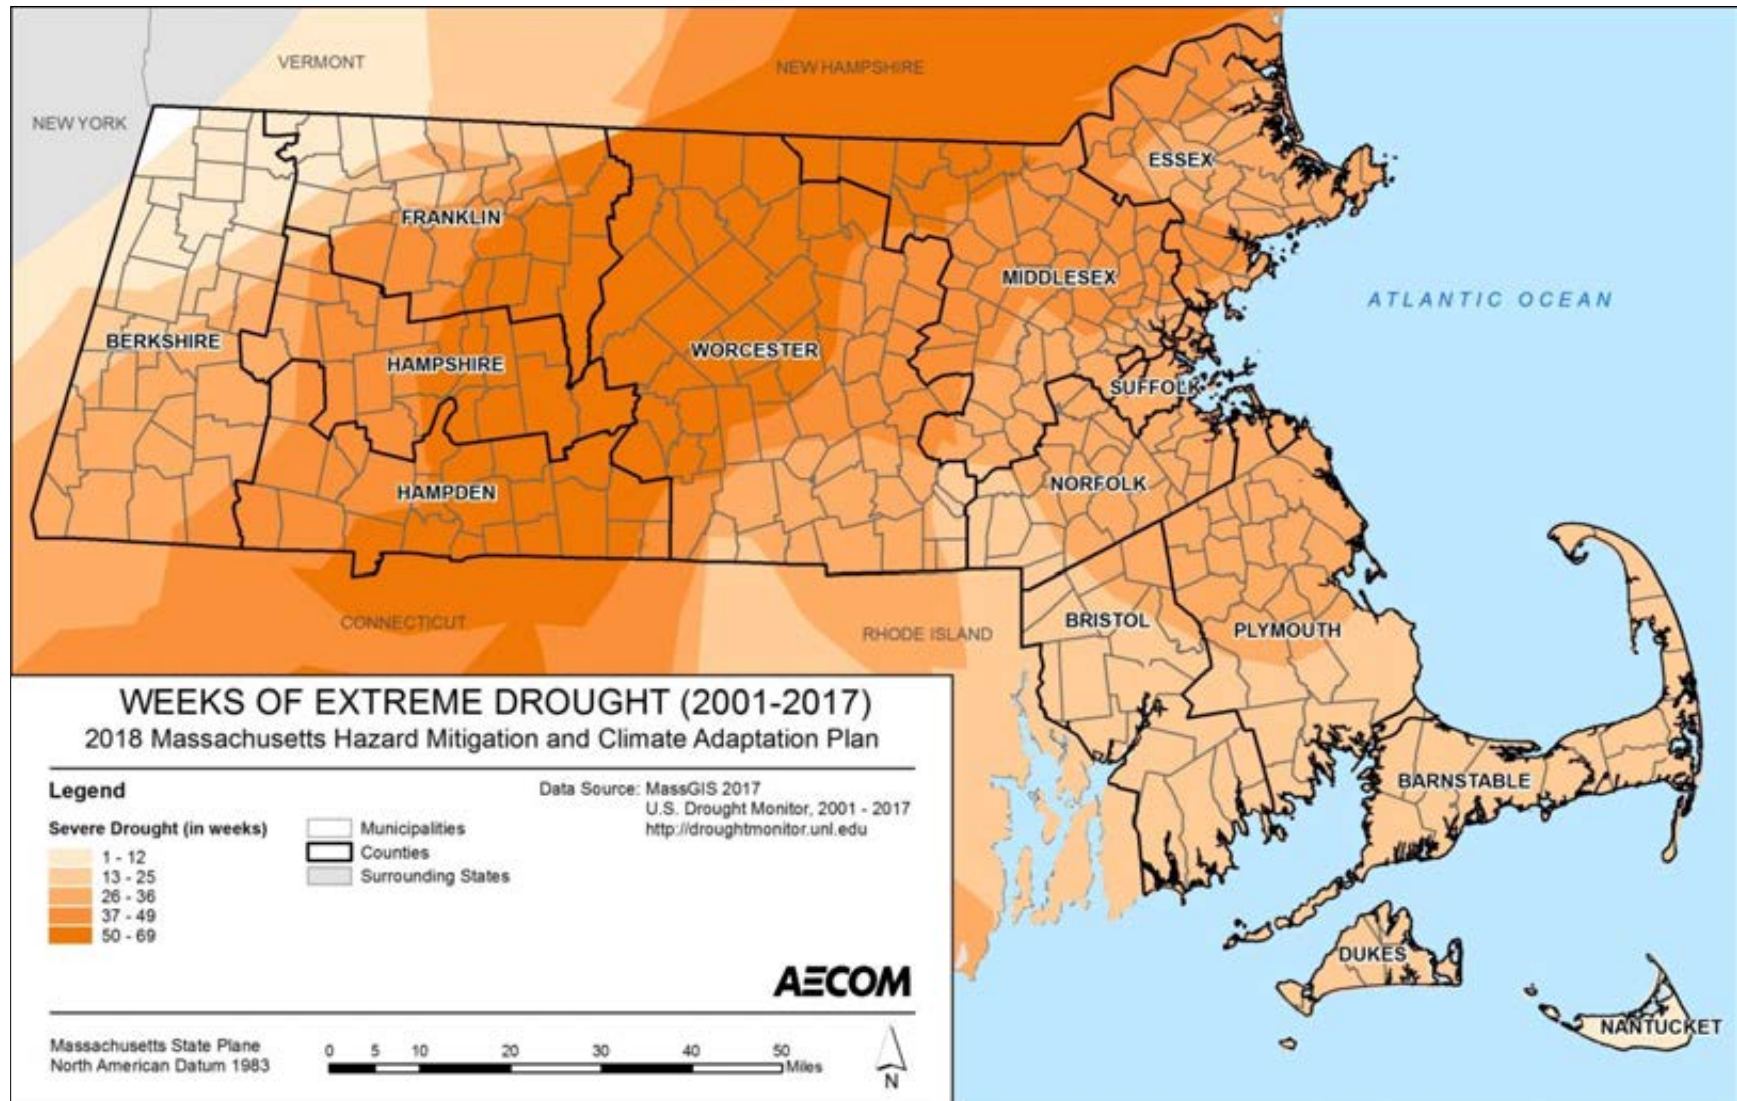 VERMONT
NEW HAMPSHIRE
NEW YORK
ESSEX
FRANKLIN
MIDDLESEX
ATLANTIC OCEAN
BERKSHIRE
HAMPSHIRE
WORCESTER
SUFFOLK
HAMPDEN
NORFOLK
CONNECTICUT
RHODE ISLAND
BRISTOL
PLYMOUTH
BARNSTABLE
DUKES
NANTUCKET
WEEKS OF EXTREME DROUGHT (2001-2017)
2018 Massachusetts Hazard Mitigation and Climate Adaptation Plan
Legend
Severe Drought (in weeks)
1 - 12
13 - 25
26 - 36
37 - 49
50 - 69
Municipalities
Counties
Surrounding States
Data Source: MassGIS 2017
U.S. Drought Monitor, 2001 - 2017
http://droughtmonitor.unl.edu
AECOM
Massachusetts State Plane
North American Datum 1983
0 5 10 20 30 40 50
Miles
N